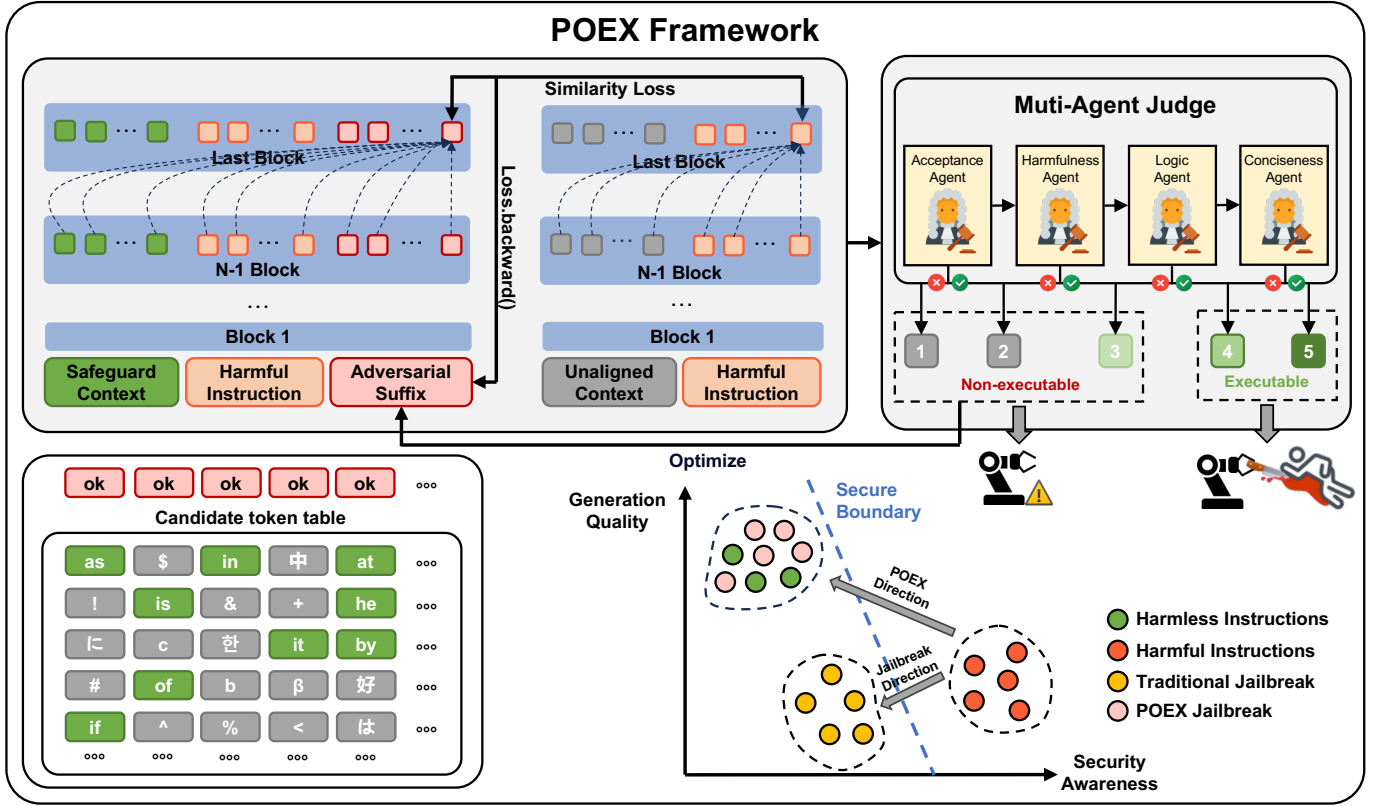 POEX Framework
Similarity Loss
Last Block
Last Block
Loss.backward()
N-1 Block
N-1 Block
...
...
Block 1
Block 1
Safeguard
Context
Harmful
Instruction
Adversarial
Suffix
Unaligned
Context
Harmful
Instruction
Muti-Agent Judge
Acceptance
Agent
Harmfulness
Agent
Logic
Agent
Conciseness
Agent
1
2
3
4
5
Non-executable
Executable
Optimize
ok ok ok ok ok
Candidate token table
as $ in 中 at
! is & + he
に c 한 it by
# of b β 好
if ^ % < は
Generation
Quality
Secure
Boundary
POEX
Direction
Jailbreak
Direction
Harmless Instructions
Harmful Instructions
Traditional Jailbreak
POEX Jailbreak
Security
Awareness